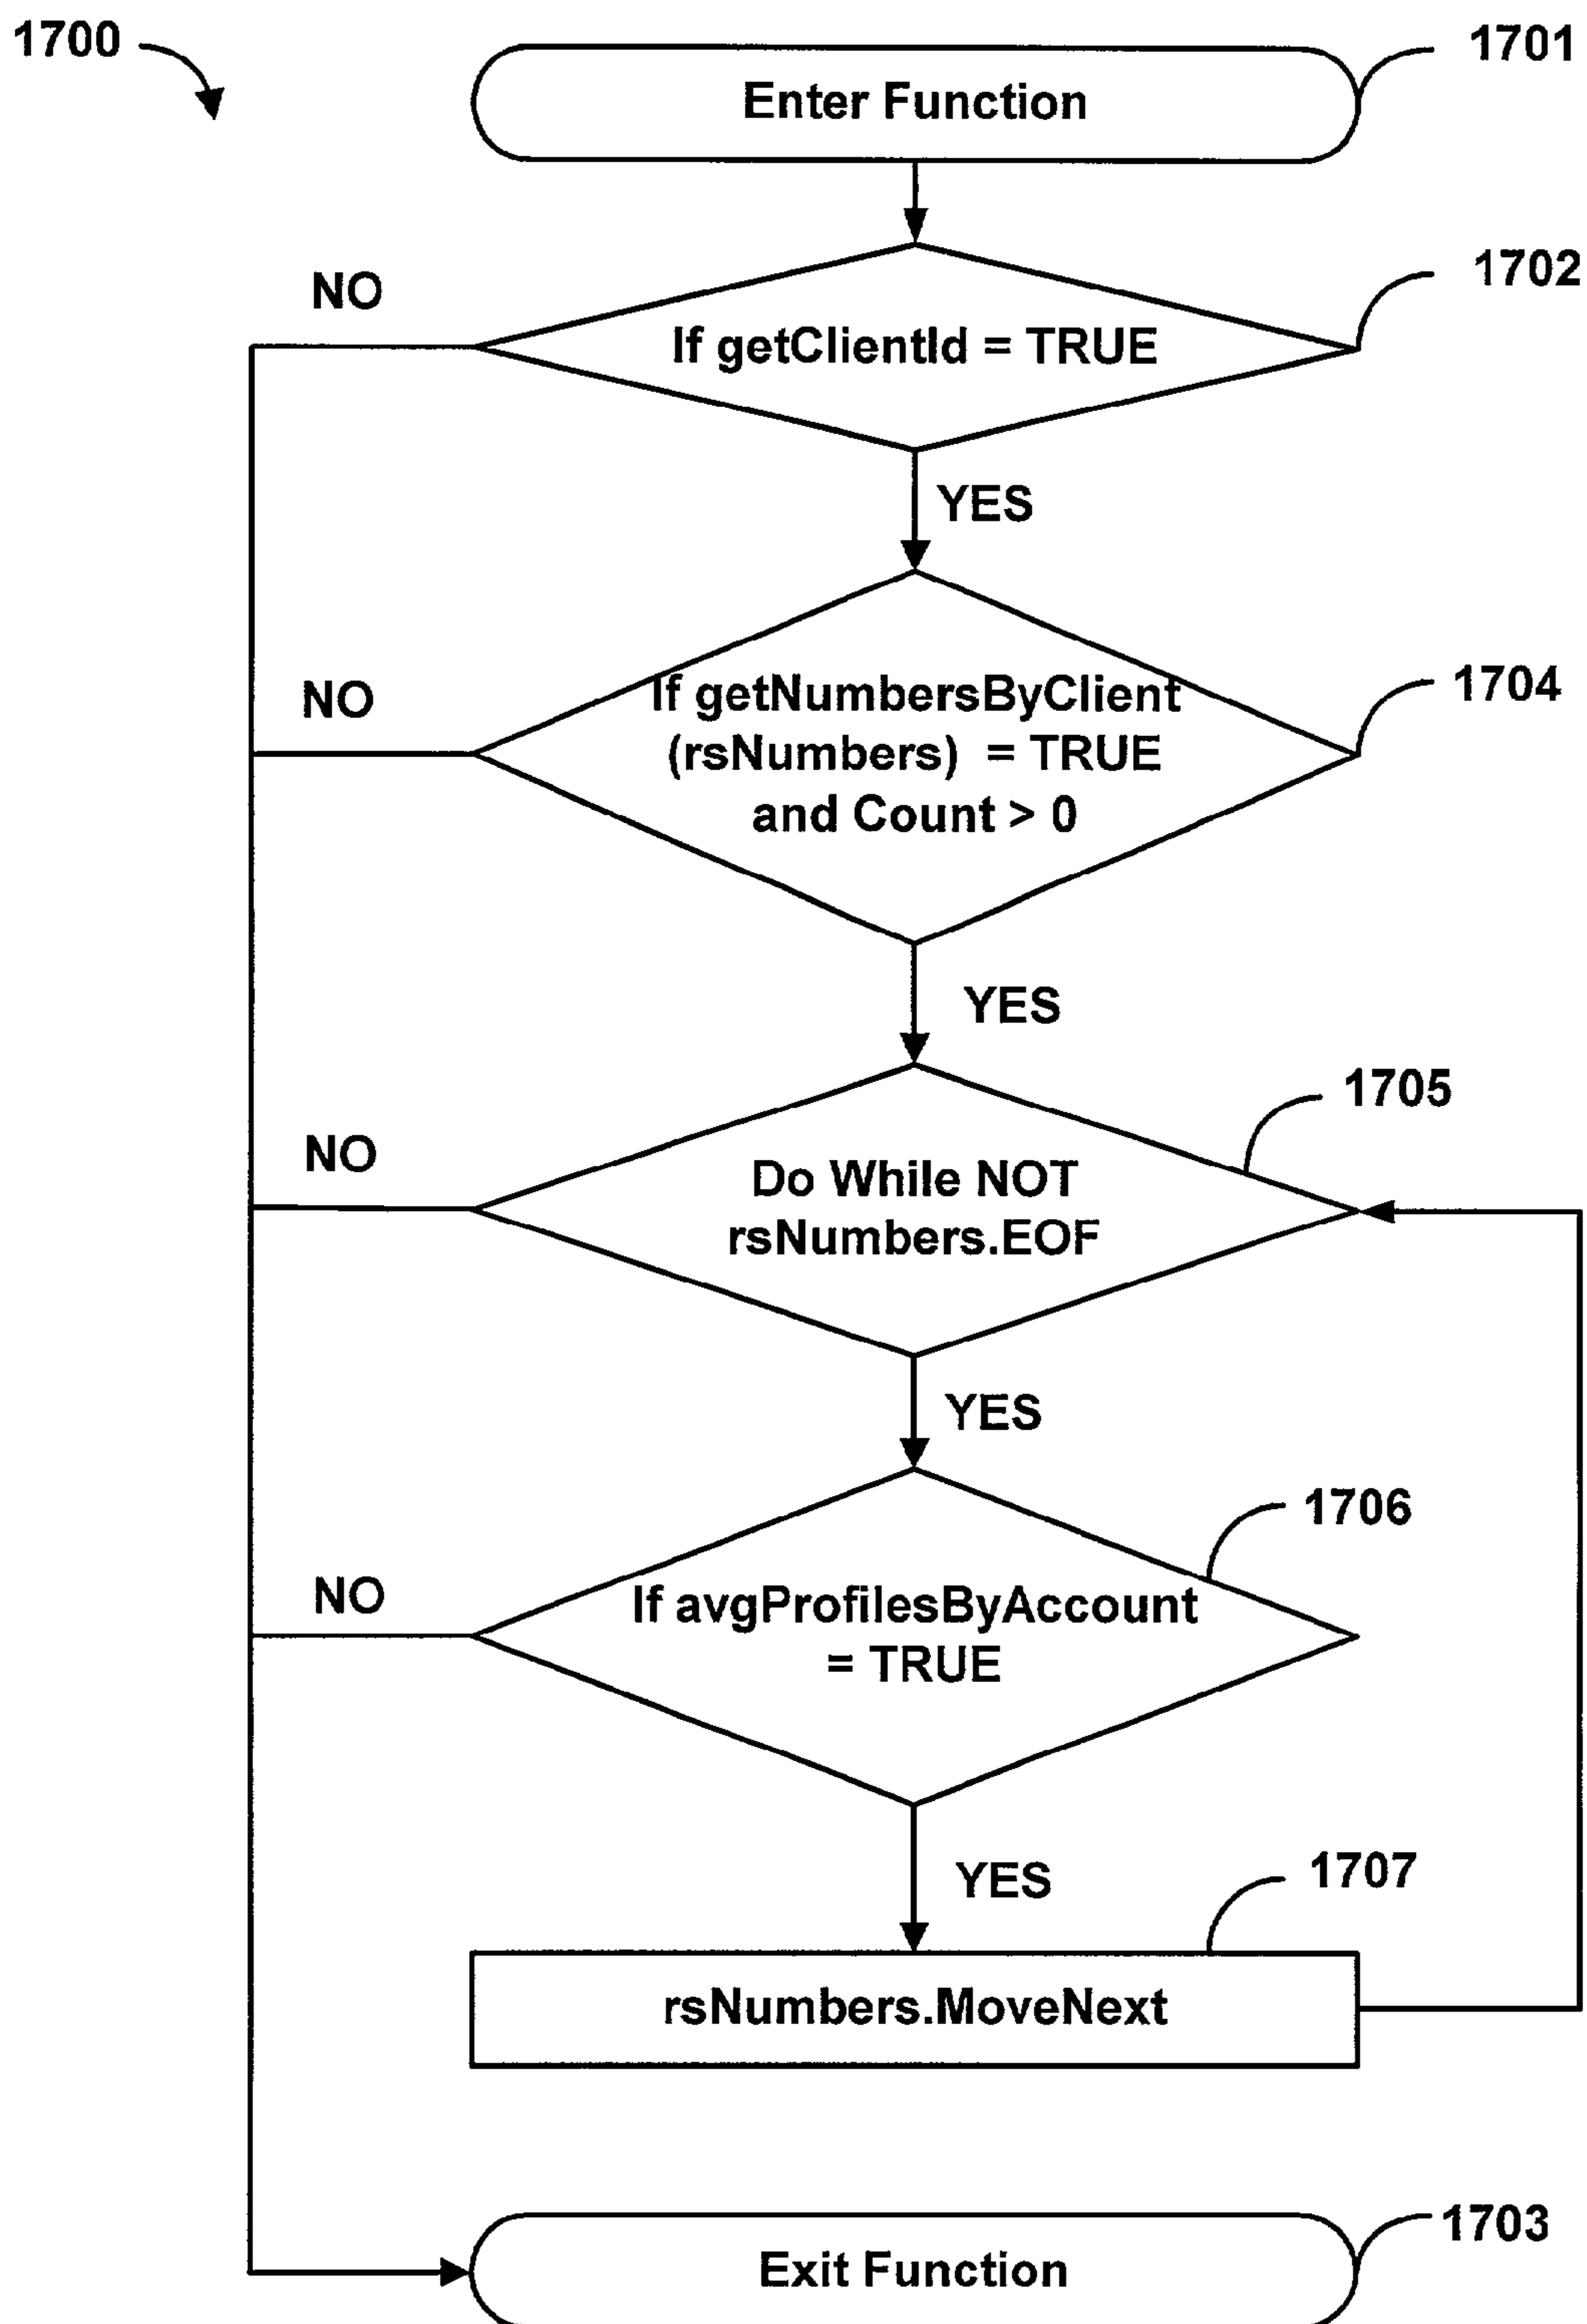 1700
1701
Enter Function
1702
NO
If getClientId = TRUE
YES
1704
NO
If getNumbersByClient
(rsNumbers) = TRUE
and Count > 0
YES
1705
NO
Do While NOT
rsNumbers.EOF
YES
1706
NO
If avgProfilesByAccount
= TRUE
YES
1707
rsNumbers.MoveNext
1703
Exit Function